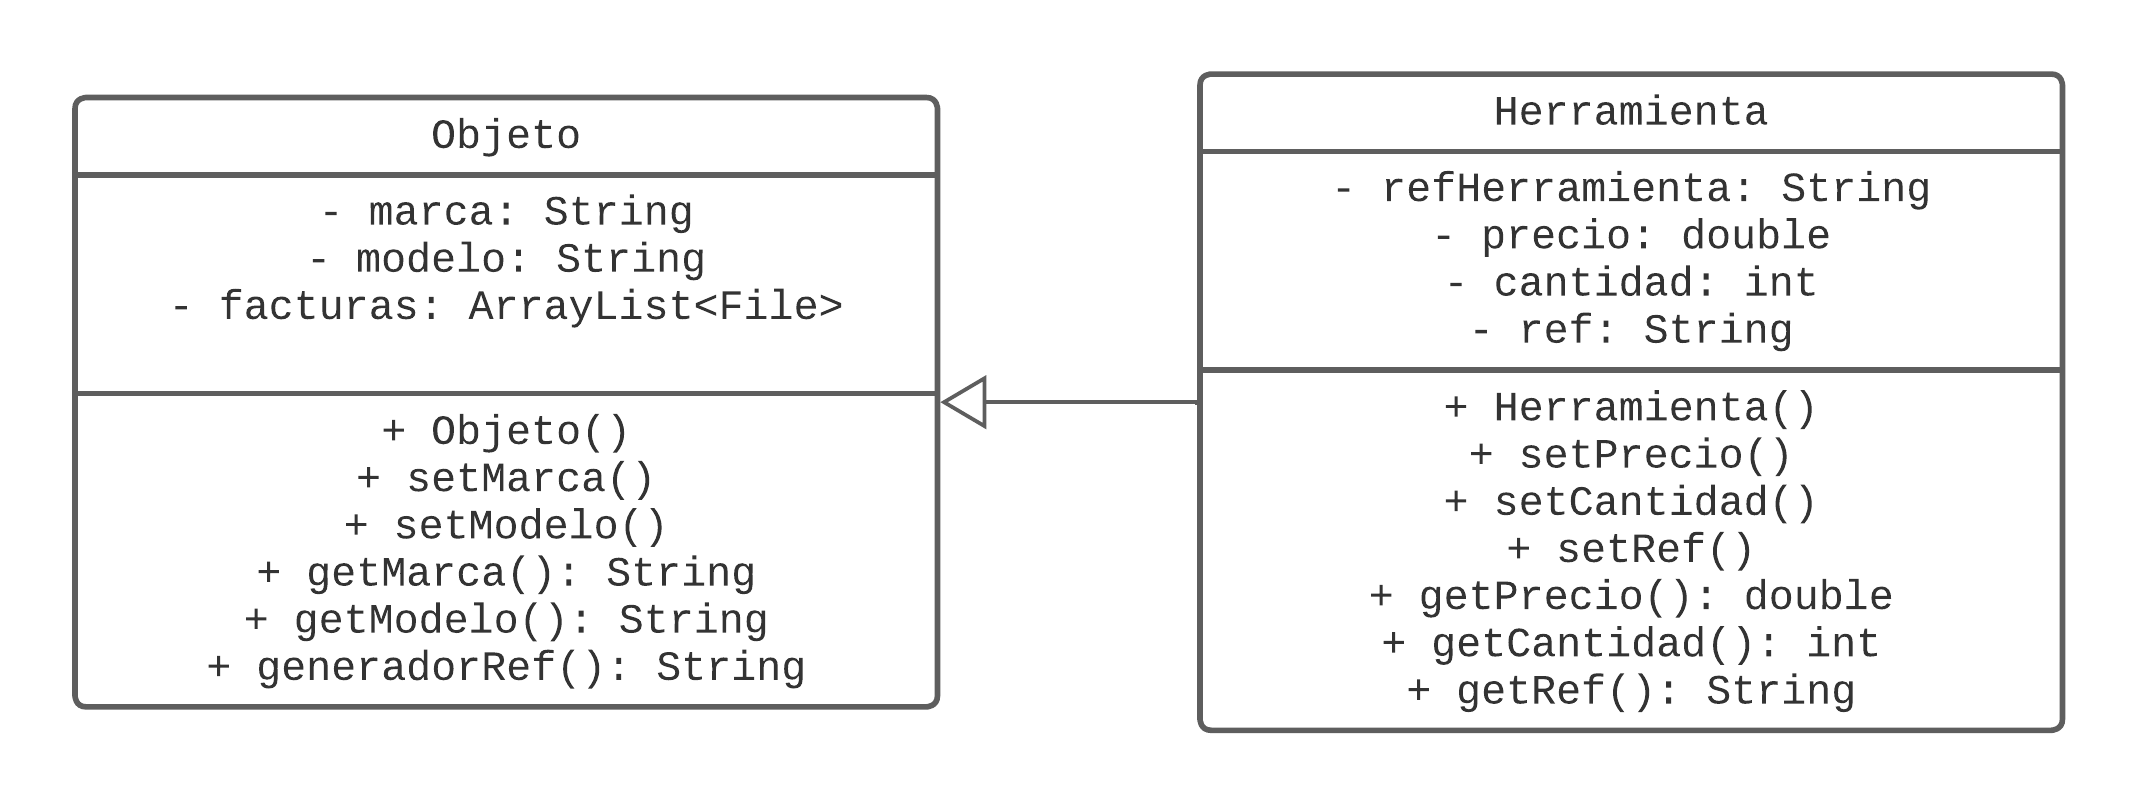 Objeto
- marca: String
- modelo: String
- facturas: ArrayList<File>
+ Objeto()
+ setMarca()
+ setModelo()
+ getMarca(): String
+ getModelo(): String
+ generadorRef(): String
Herramienta
- refHerramienta: String
- precio: double
- cantidad: int
- ref: String
+ Herramienta()
+ setPrecio()
+ setCantidad()
+ setRef()
+ getPrecio(): double
+ getCantidad(): int
+ getRef(): String